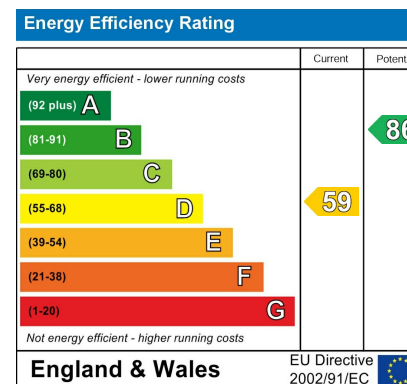 Energy Efficiency Rating
Current Potent
Very energy efficient - lower running costs
(92 plus) A
(81-91) B 86
(69-80) C
(55-68) D 59
(39-54) E
(21-38) F
(1-20) G
Not energy efficient - higher running costs
England & Wales
EU Directive
2002/91/EC